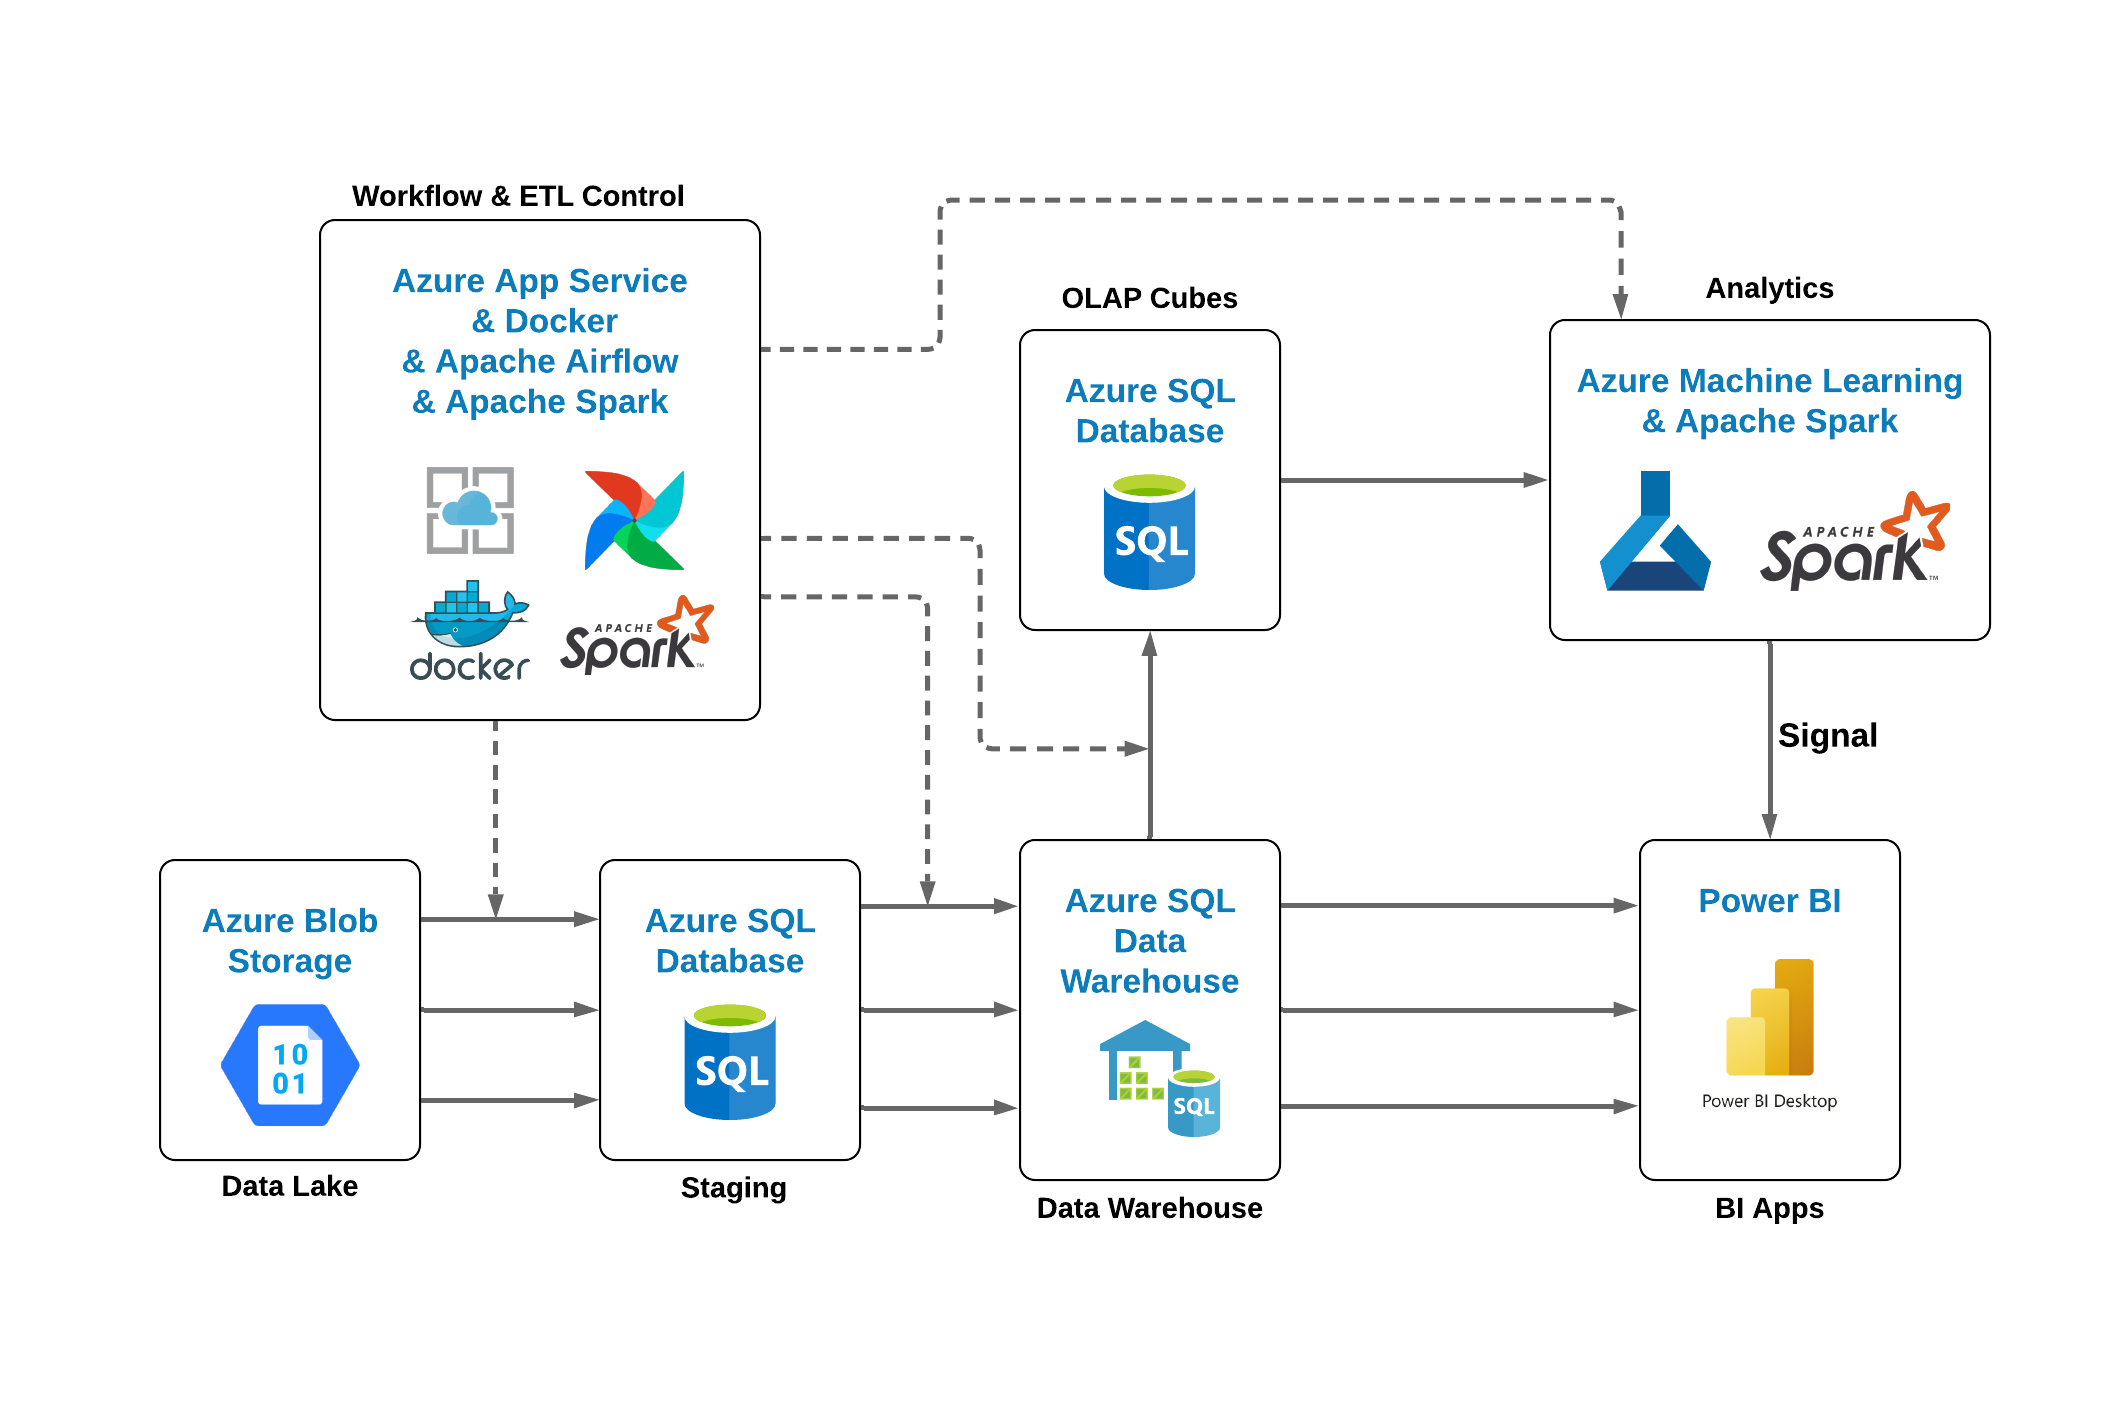 Workflow & ETL Control
Azure App Service
& Docker
& Apache Airflow
& Apache Spark
docker
APACHE
Spark™
OLAP Cubes
Azure SQL
Database
SQL
Analytics
Azure Machine Learning
& Apache Spark
APACHE
Spark™
Signal
Azure Blob
Storage
10
01
Data Lake
Azure SQL
Database
SQL
Staging
Azure SQL
Data
Warehouse
SQL
Data Warehouse
Power BI
Power BI Desktop
BI Apps